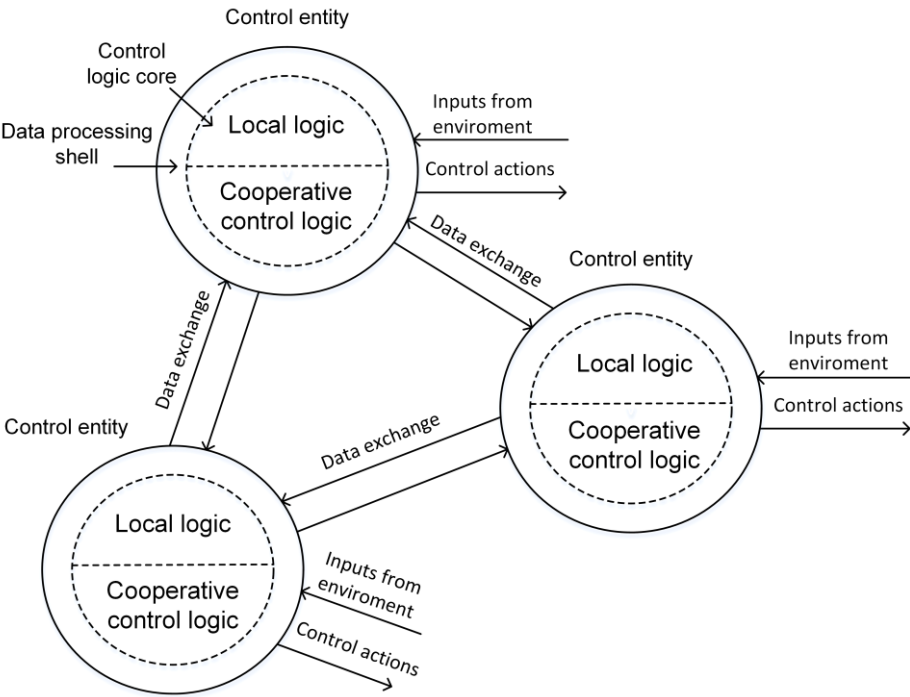 Control entity
Control
logic core
Data processing
shell
Local logic
Cooperative
control logic
Inputs from
enviroment
Control actions
Data exchange
Control entity
Local logic
Cooperative
control logic
Inputs from
enviroment
Control actions
Data exchange
Data exchange
Control entity
Local logic
Cooperative
control logic
Inputs from
enviroment
Control actions